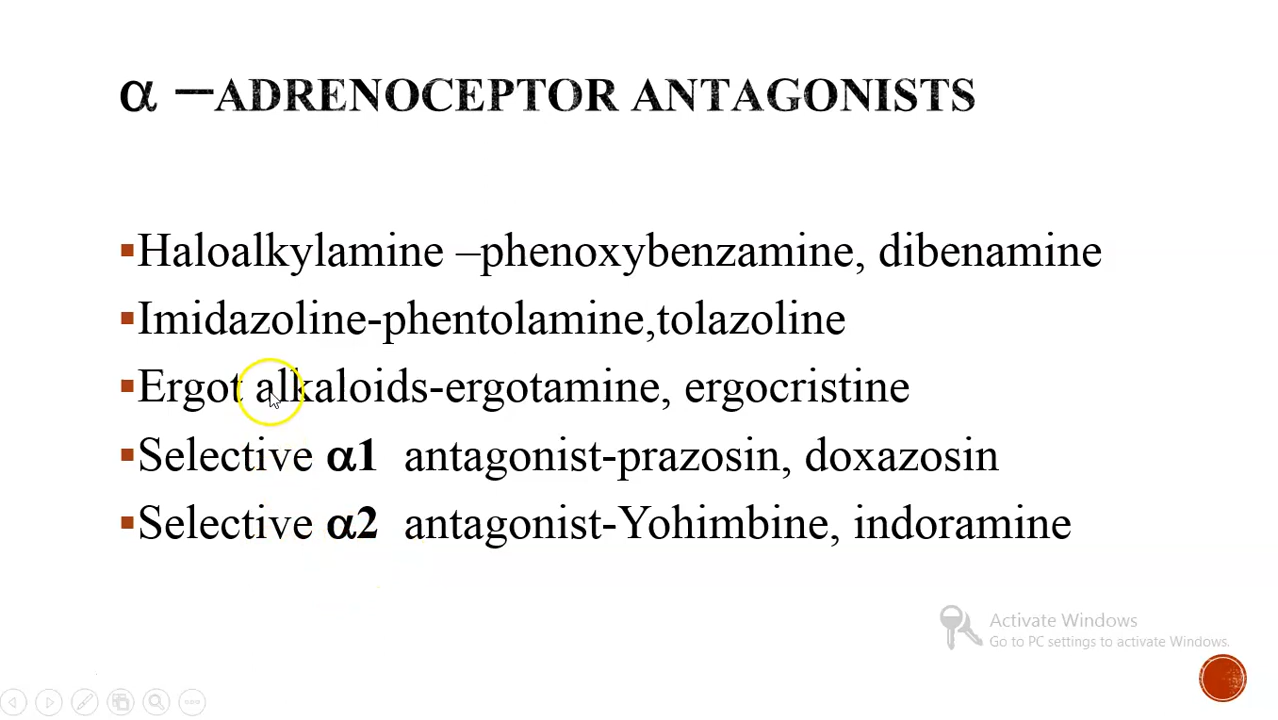 α –ADRENOCEPTOR ANTAGONISTS
▪Haloalkylamine –phenoxybenzamine, dibenamine
▪Imidazoline-phentolamine,tolazoline
▪Ergot alkaloids-ergotamine, ergocristine
▪Selective α1 antagonist-prazosin, doxazosin
▪Selective α2 antagonist-Yohimbine, indoramine
Activate Windows
Go to PC settings to activate Windows.